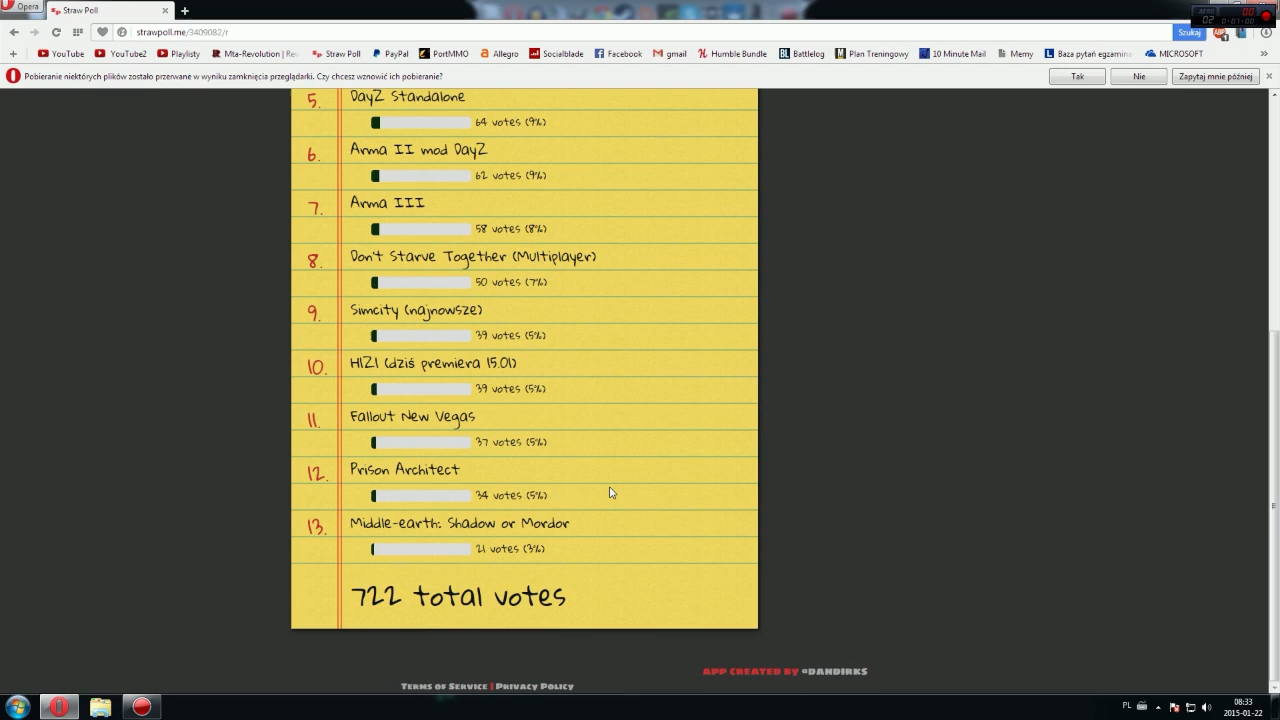 Opera
Straw Poll
strawpoll.me/3409082/r
Szukaj
YouTube YouTube2 Playlisty Mta-Revolution | Re Straw Poll PayPal PortMMO Allegro Socialblade Facebook gmail Humble Bundle Battlelog Plan Treningowy 10 Minute Mail Memy Baza pytań egzamina MICROSOFT
Pobieranie niektórych plików zostało przerwane w wyniku zamknięcia przeglądarki. Czy chcesz wznowić ich pobieranie?
Tak
Nie
Zapytaj mnie później
5. DayZ Standalone
64 votes (9%)
6. Arma II mod DayZ
62 votes (9%)
7. Arma III
58 votes (8%)
8. Don't Starve Together (Multiplayer)
50 votes (7%)
9. Simcity (najnowsze)
39 votes (5%)
10. H1Z1 (dziś premiera 15.01)
39 votes (5%)
11. Fallout New Vegas
37 votes (5%)
12. Prison Architect
34 votes (5%)
13. Middle-earth: Shadow or Mordor
21 votes (3%)
722 total votes
App created by @dandirks
Terms of Service | Privacy Policy
PL
08:33
2015-01-22